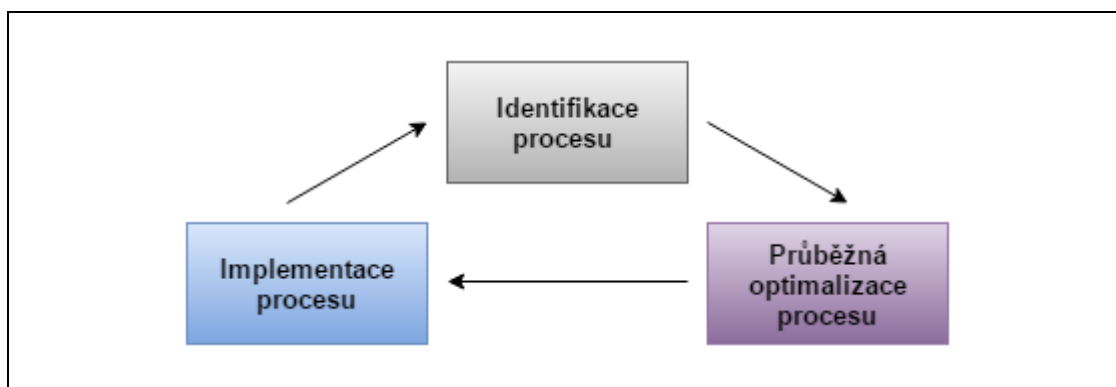 Identifikace
procesu
Implementace
procesu
Průběžná
optimalizace
procesu